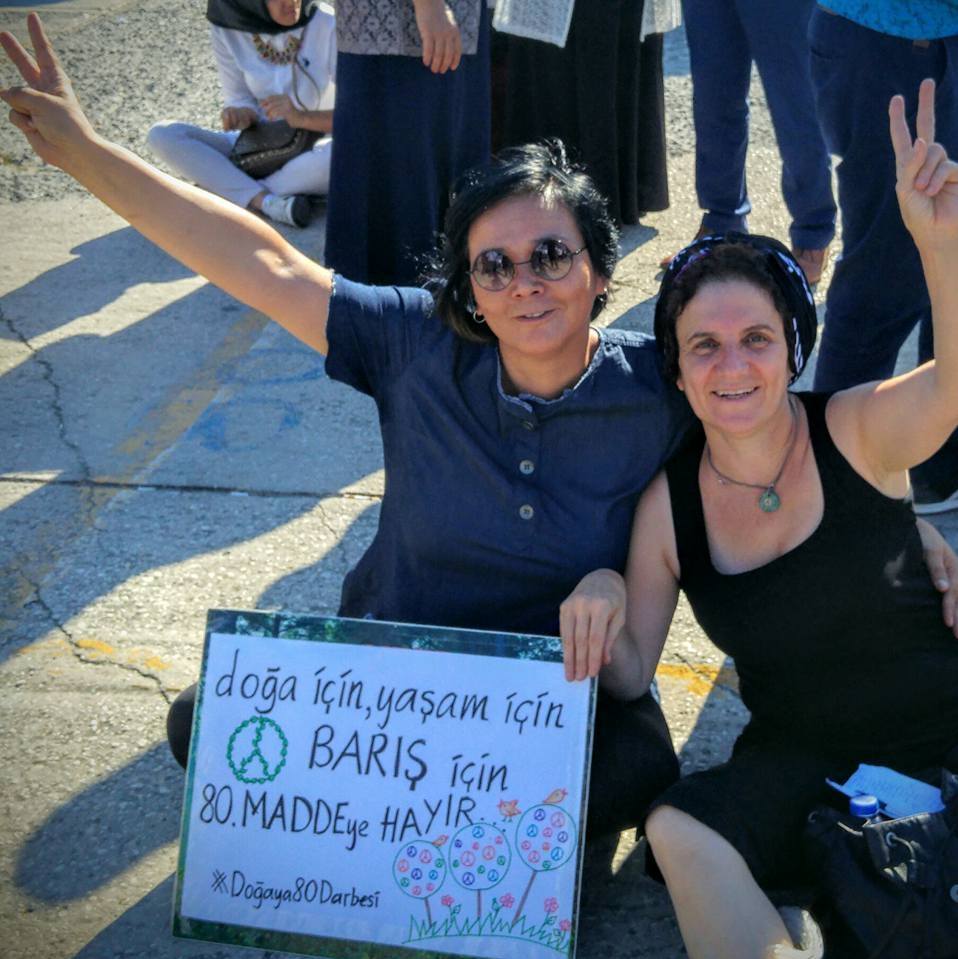 doğa için, yaşam için
BARIŞ için
80. MADDEye HAYIR...
※Doğaya80Darbesi